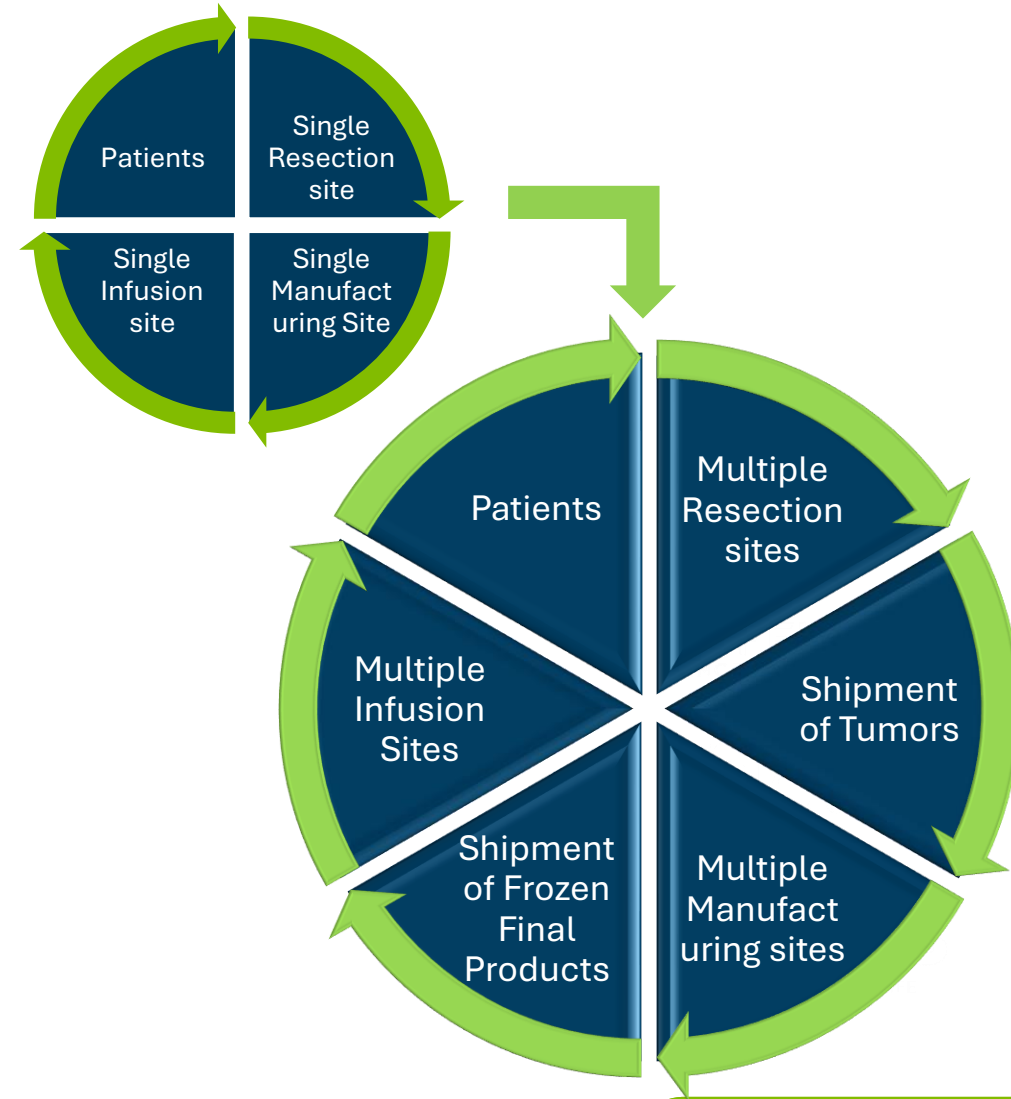 Patients
Single
Resection
site
Single
Manufact
uring Site
Single
Infusion
site
Patients
Multiple
Resection
sites
Shipment
of Tumors
Multiple
Manufact
uring sites
Shipment
of Frozen
Final
Products
Multiple
Infusion
Sites